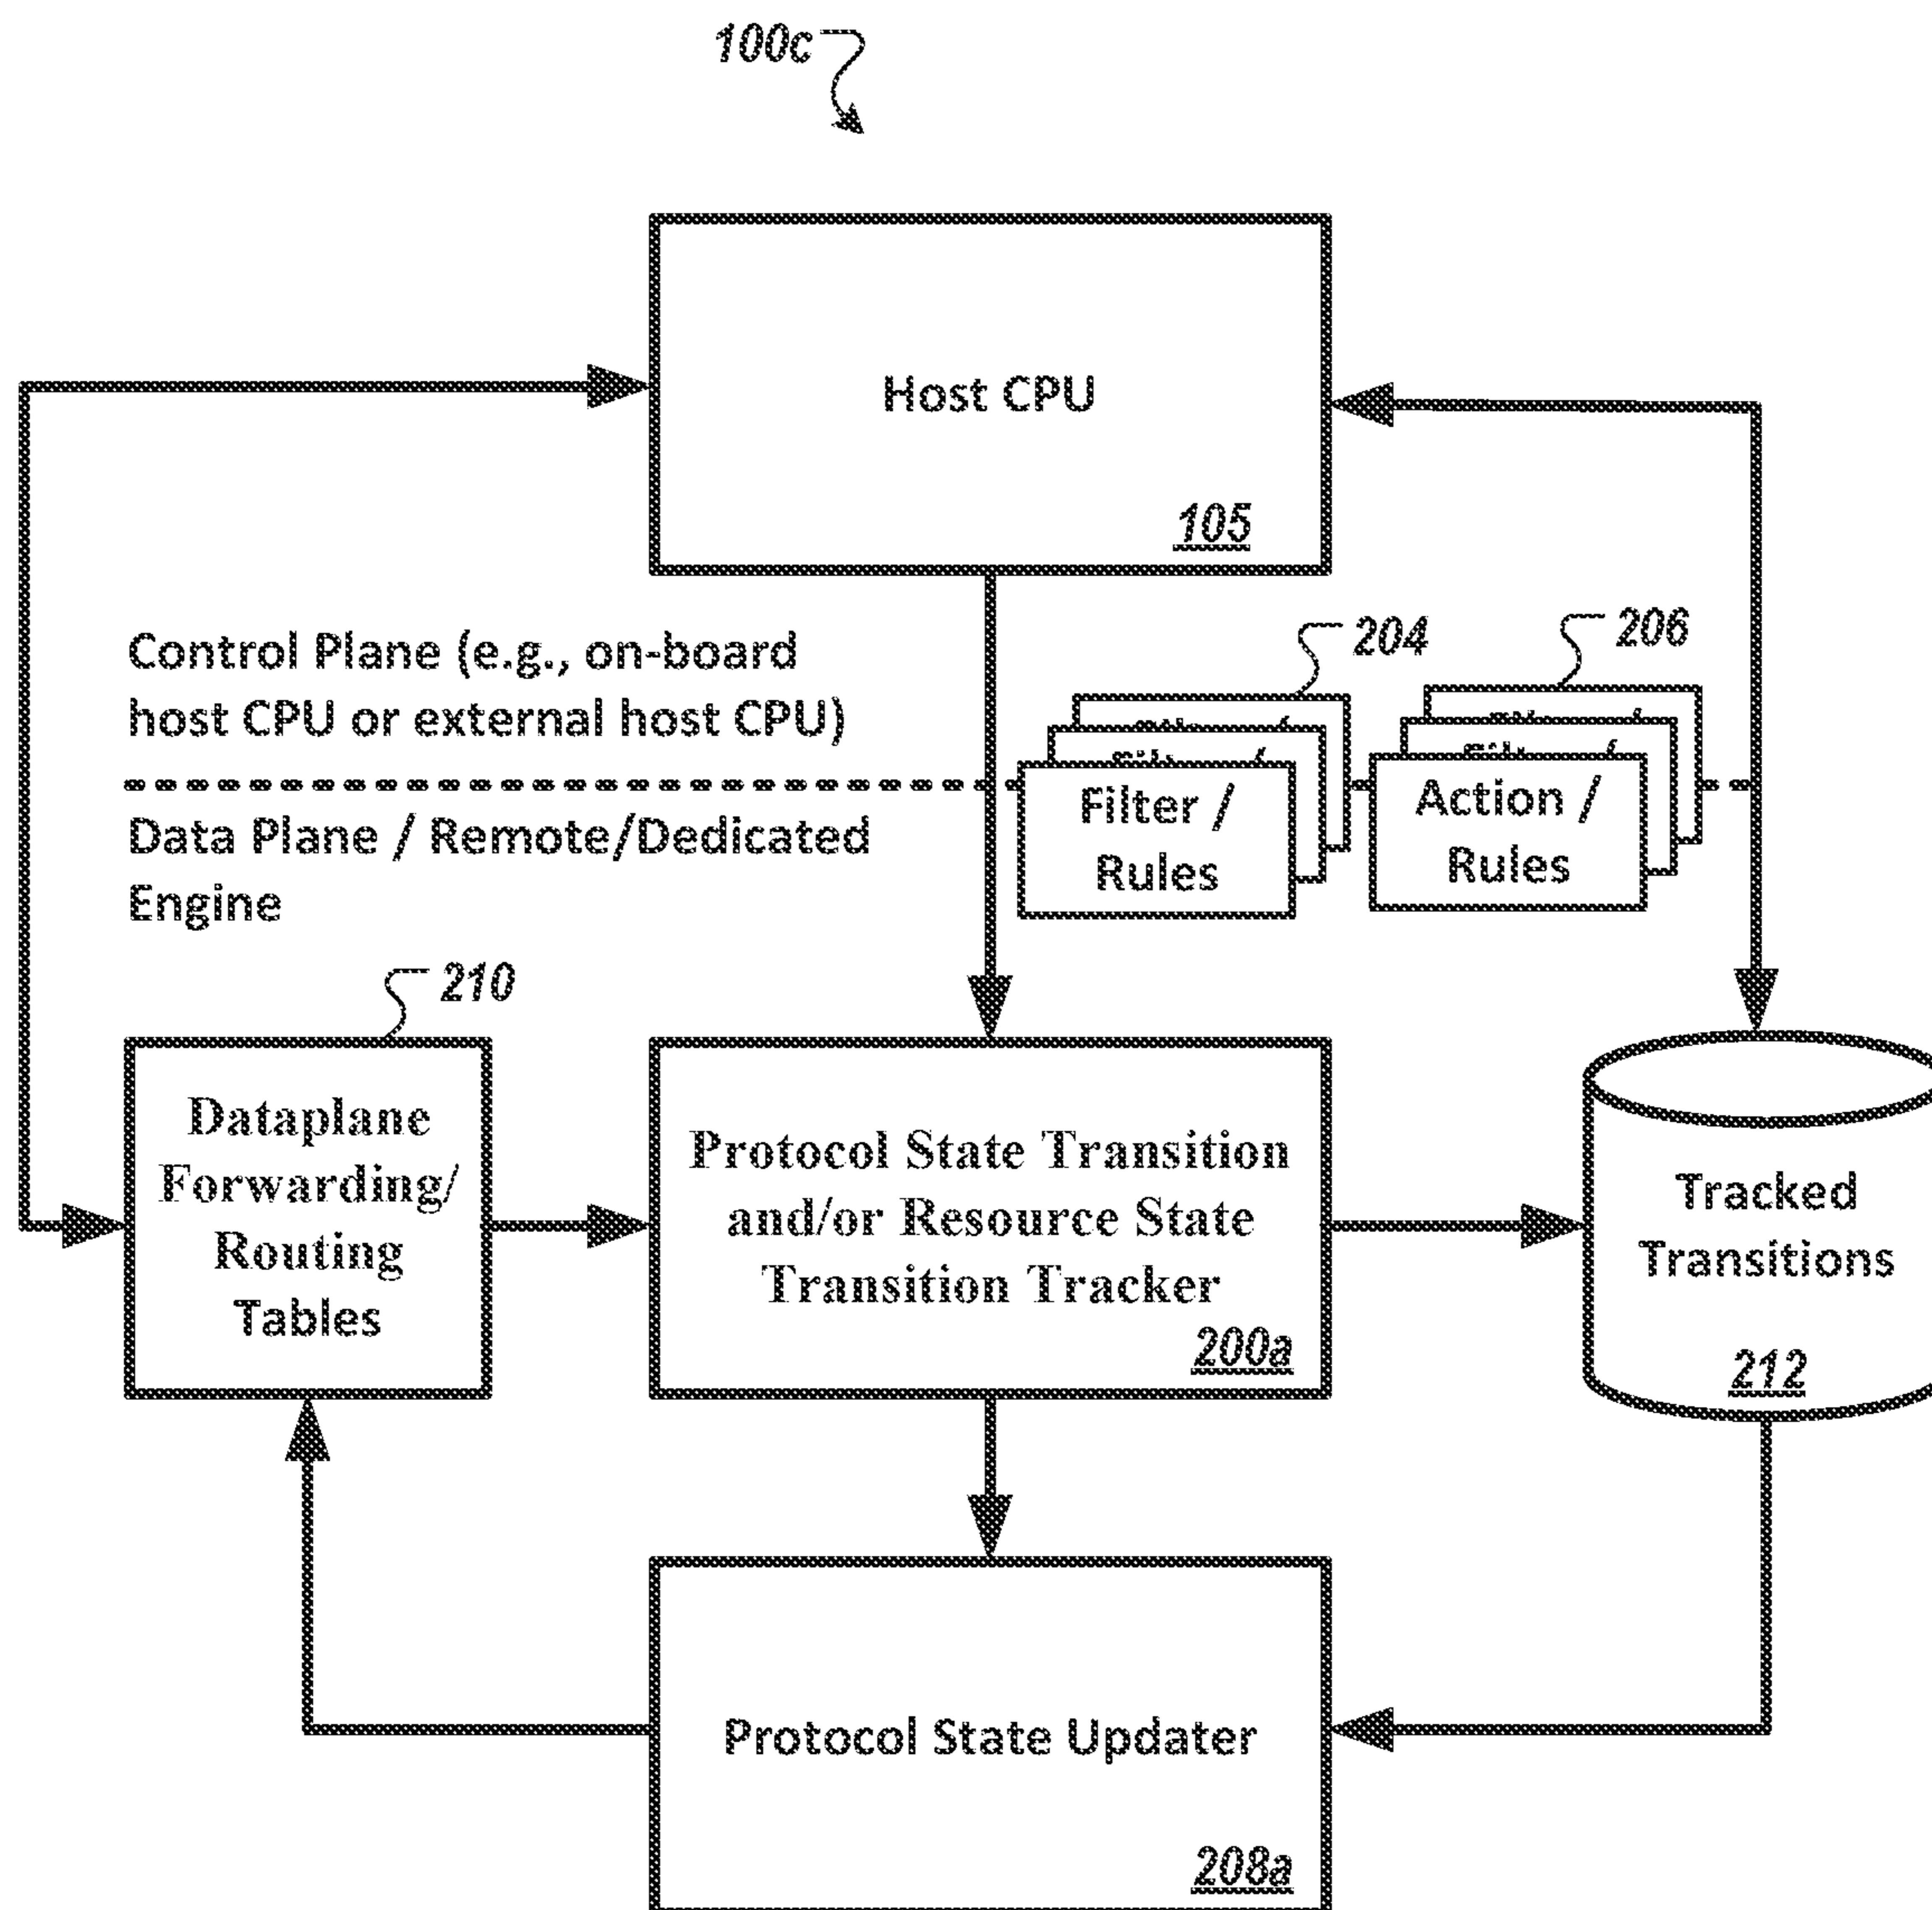 100c
Host CPU
105
Control Plane (e.g., on-board
host CPU or external host CPU)
204
206
Filter /
Rules
Action /
Rules
Data Plane / Remote/Dedicated
Engine
210
Dataplane
Forwarding/
Routing
Tables
Protocol State Transition
and/or Resource State
Transition Tracker
200a
Tracked
Transitions
212
Protocol State Updater
208a